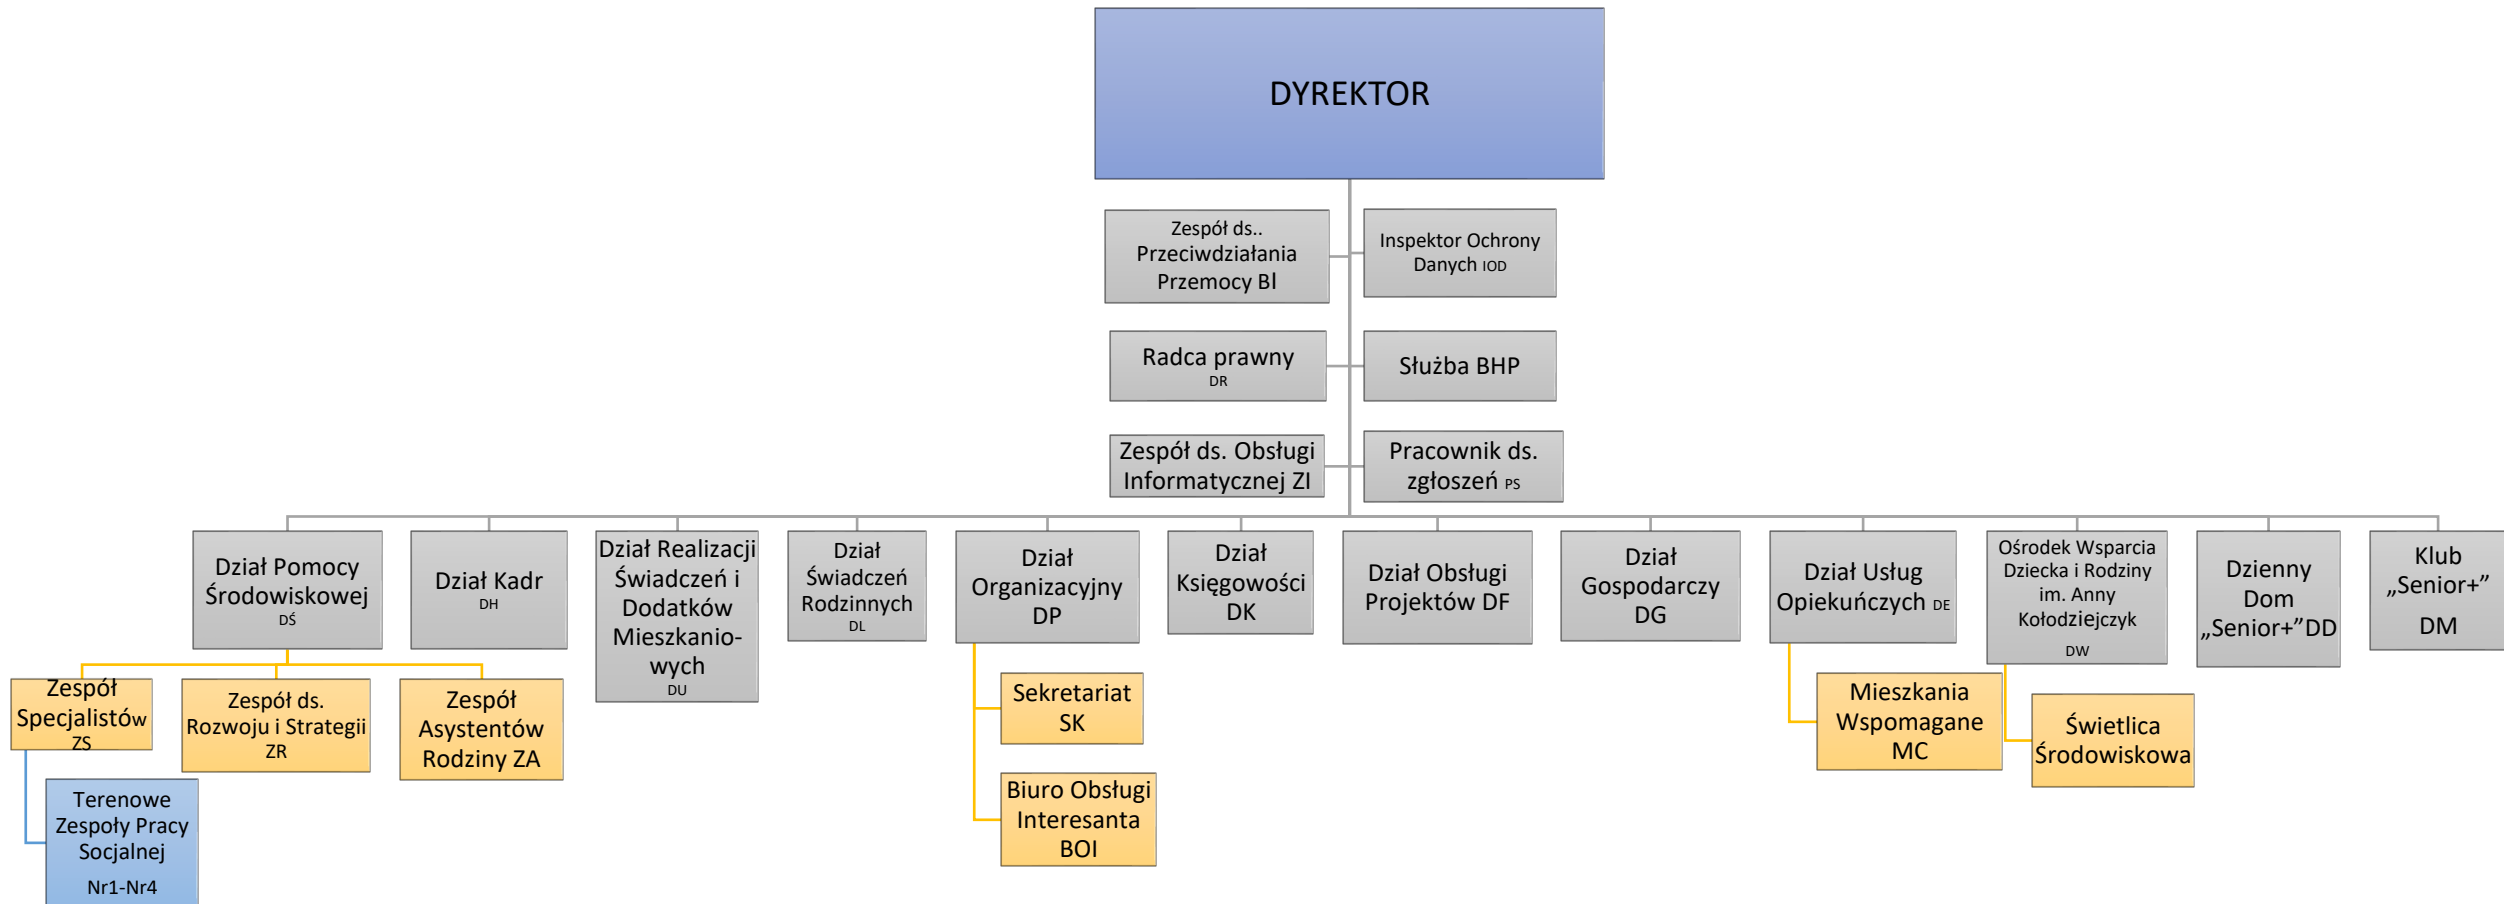 DYREKTOR
Zespół ds..
Przeciwdziałania
Przemocy BI
Inspektor Ochrony
Danych IOD
Radca prawny
DR
Służba BHP
Zespół ds. Obsługi
Informatycznej ZI
Pracownik ds.
zgłoszeń PS
Dział Pomocy
Środowiskowej
DŚ
Dział Kadr
DH
Dział Realizacji
Świadczeń i
Dodatków
Mieszkanio-
wych
DU
Dział
Świadczeń
Rodzinnych
DL
Dział
Organizacyjny
DP
Dział
Księgowości
DK
Dział Obsługi
Projektów DF
Dział
Gospodarczy
DG
Dział Usług
Opiekuńczych DE
Ośrodek Wsparcia
Dziecka i Rodziny
im. Anny
Kołodziejczyk
DW
Dzienny
Dom
„Senior+”DD
Klub
„Senior+”
DM
Zespół
Specjalistów
ZS
Zespół ds.
Rozwoju i Strategii
ZR
Zespół
Asystentów
Rodziny ZA
Sekretariat
SK
Mieszkania
Wspomagane
MC
Świetlica
Środowiskowa
Terenowe
Zespoły Pracy
Socjalnej
Nr1-Nr4
Biuro Obsługi
Interesanta
BOI